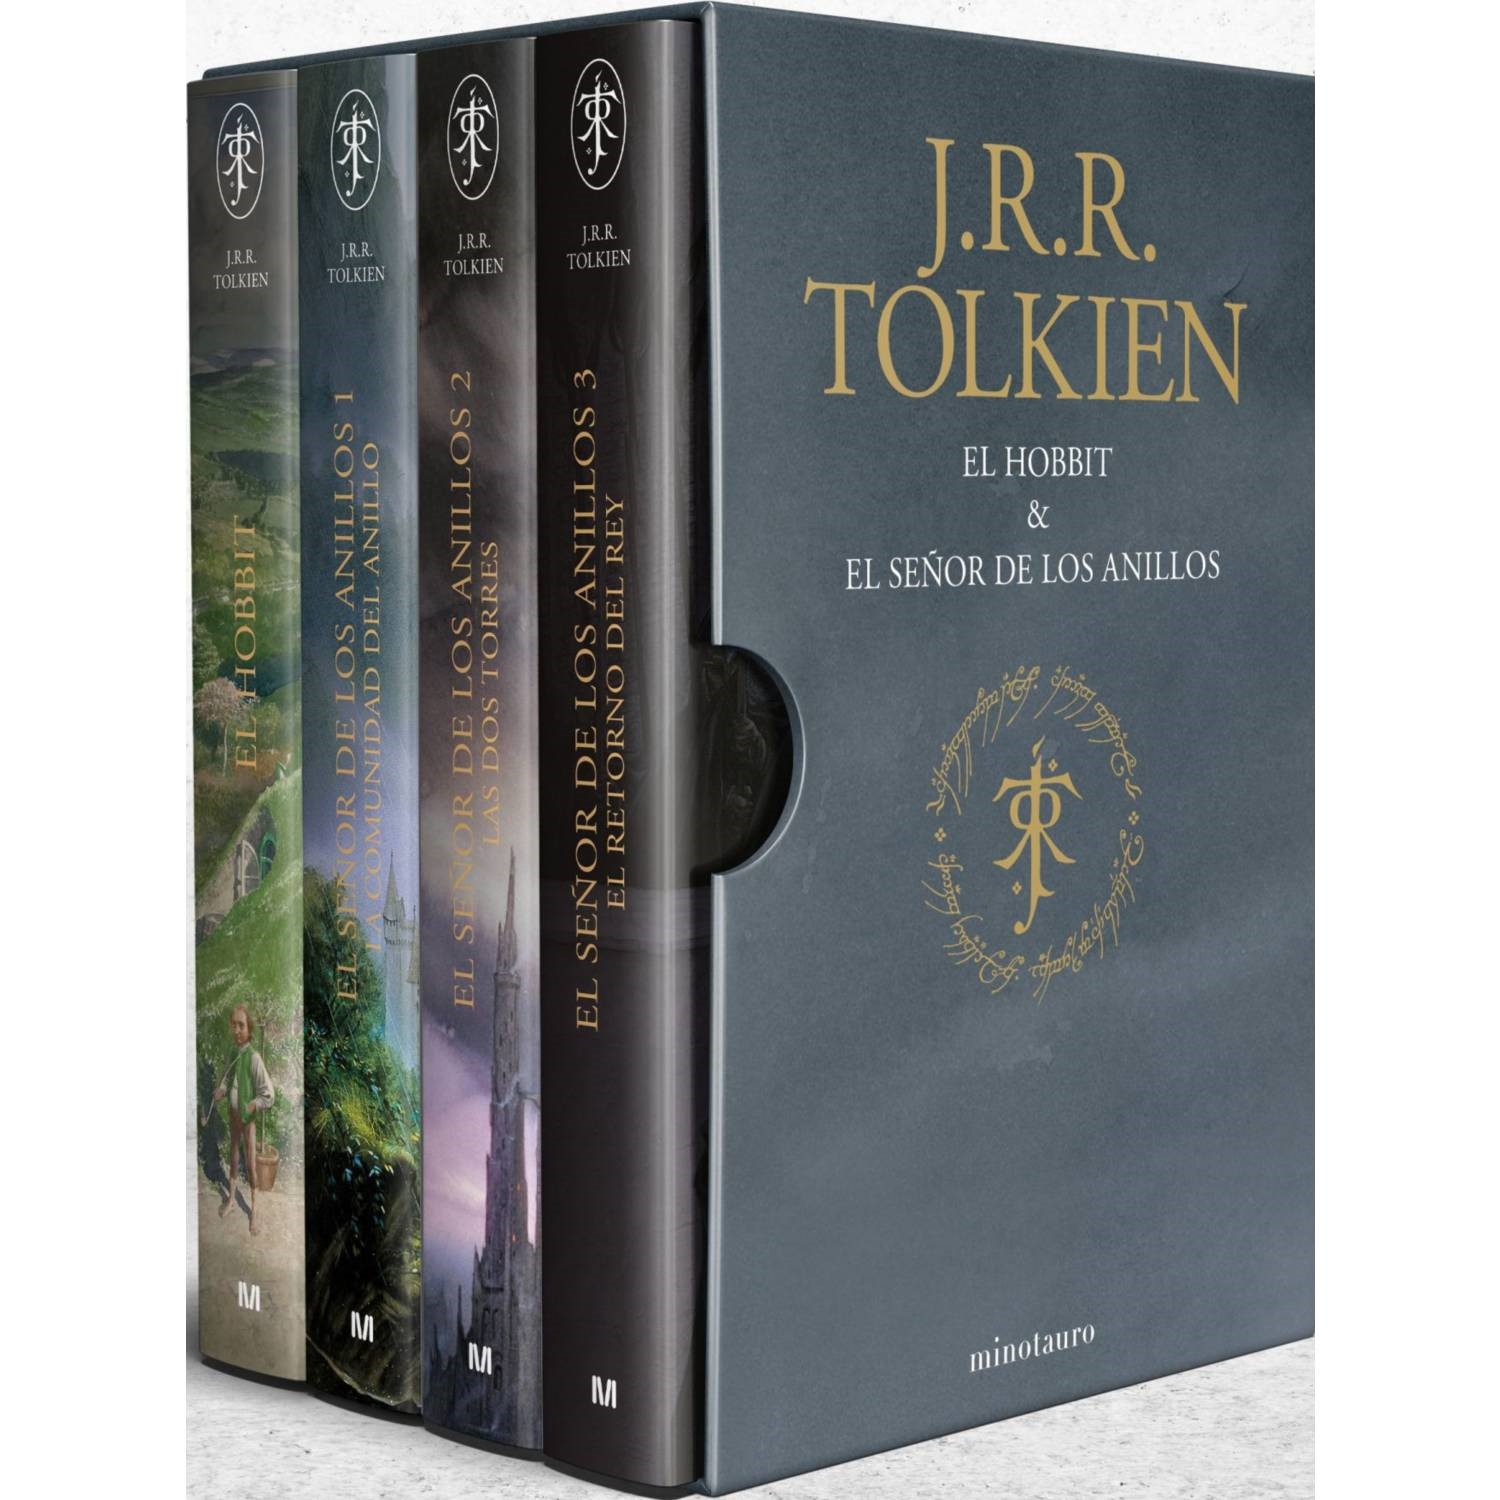 J.R.R.
TOLKIEN
EL HOBBIT
J.R.R.
TOLKIEN
EL SEÑOR DE LOS ANILLOS 1
LA COMUNIDAD DEL ANILLO
J.R.R.
TOLKIEN
EL SEÑOR DE LOS ANILLOS 2
LAS DOS TORRES
J.R.R.
TOLKIEN
EL SEÑOR DE LOS ANILLOS 3
EL RETORNO DEL REY
J.R.R.
TOLKIEN
EL HOBBIT
&
EL SEÑOR DE LOS ANILLOS
minotauro